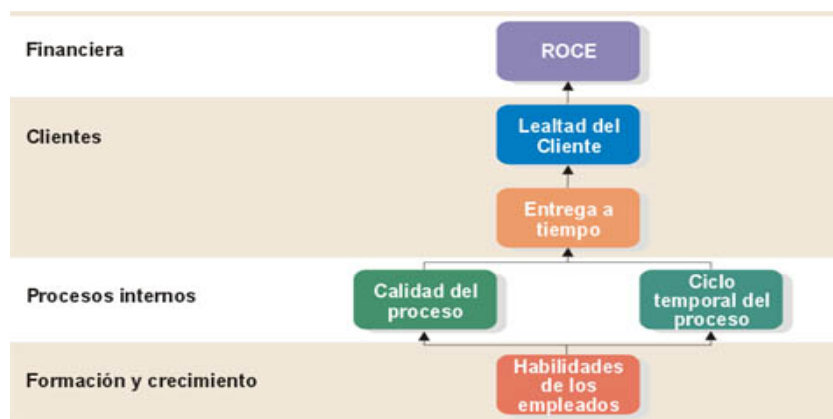 Financiera
ROCE
Clientes
Lealtad del
Cliente
Entrega a
tiempo
Procesos internos
Calidad del
proceso
Ciclo
temporal del
proceso
Formación y crecimiento
Habilidades
de los
empleados